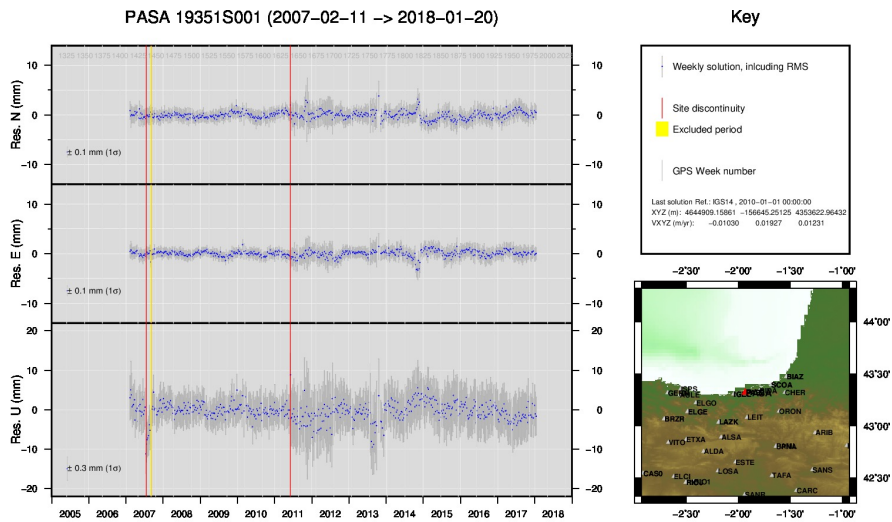 PASA 19351S001 (2007−02−11 −> 2018−01−20)
Key
10
0
−10
Res. N (mm)
± 0.1 mm (1σ)
10
0
−10
10
0
−10
Res. E (mm)
± 0.1 mm (1σ)
10
0
−10
20
10
0
−10
−20
Res. U (mm)
± 0.3 mm (1σ)
20
10
0
−10
−20
2005 2006 2007 2008 2009 2010 2011 2012 2013 2014 2015 2016 2017 2018
Weekly solution, inlcuding RMS
Site discontinuity
Excluded period
GPS Week number
Last solution Ref.: IGS14 , 2010−01−01 00:00:00
XYZ (m): 4644909.15861 −156645.25125 4353622.96432
VXYZ (m/yr): −0.01030 0.01927 0.01231
−2°30' −2°00' −1°30' −1°00'
44°00'
43°30'
43°00'
42°30'
BIAZ
SCOA
CHER
ELGO
ELGE
ORON
BRZR
LAZK
LEIT
ARIB
VITO
ETXA
ALSA
ALDA
ESTE
CAS0
ELCI
LOSA
TAFA
SANS
SANR
CARC
−2°30' −2°00' −1°30' −1°00'